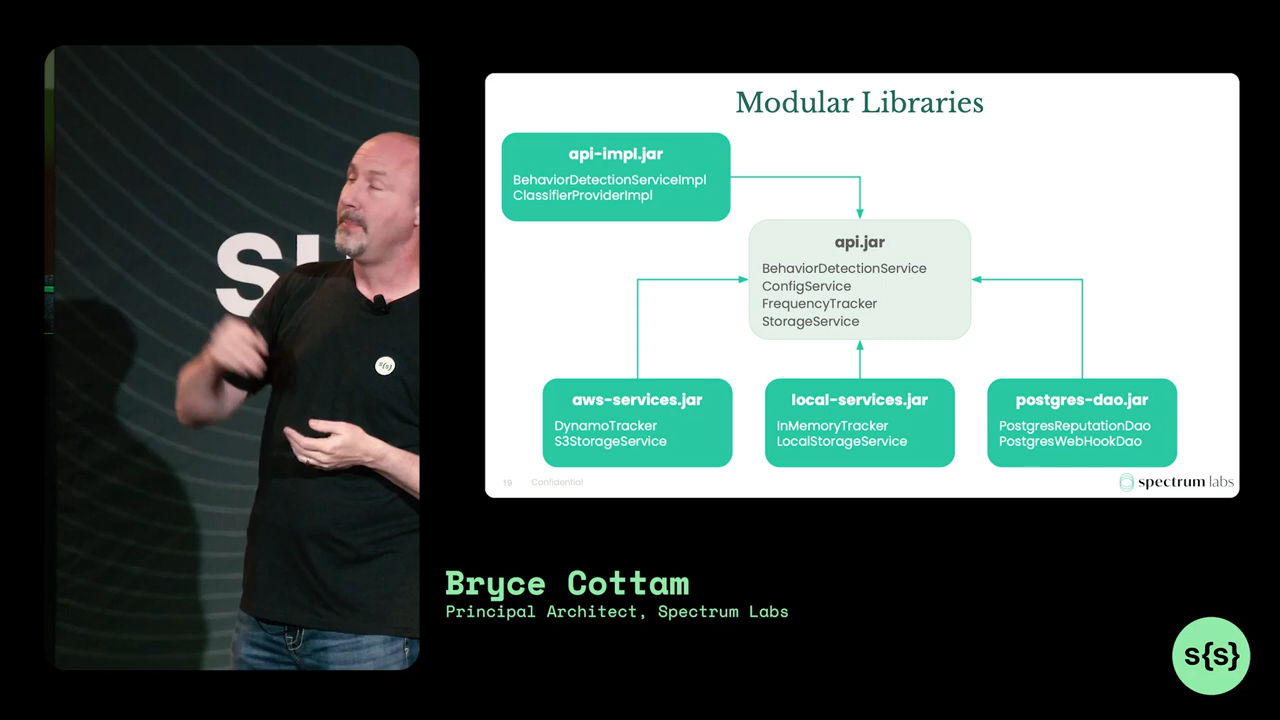 Modular Libraries
api-impl.jar
BehaviorDetectionServiceImpl
ClassifierProviderImpl
api.jar
BehaviorDetectionService
ConfigService
FrequencyTracker
StorageService
aws-services.jar
DynamoTracker
S3StorageService
local-services.jar
InMemoryTracker
LocalStorageService
postgres-dao.jar
PostgresReputationDao
PostgresWebHookDao
19 Confidential
spectrum labs
s{s}
Bryce Cottam
Principal Architect, Spectrum Labs
s{s}